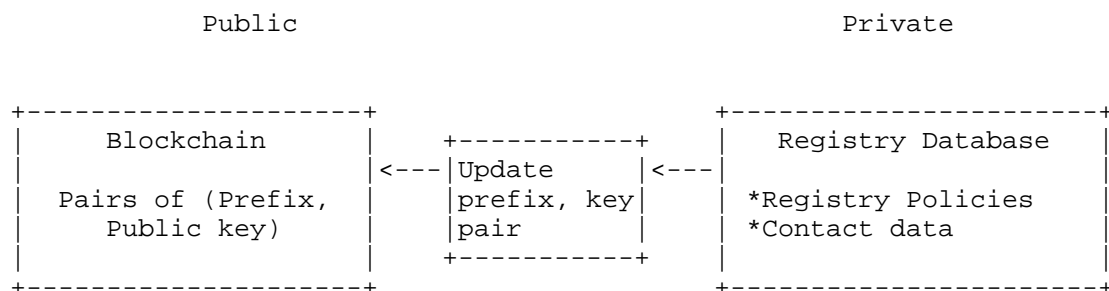 Public Private
Blockchain Registry Database
<---|Update |<---
Pairs of (Prefix, prefix, key *Registry Policies
Public key) pair *Contact data